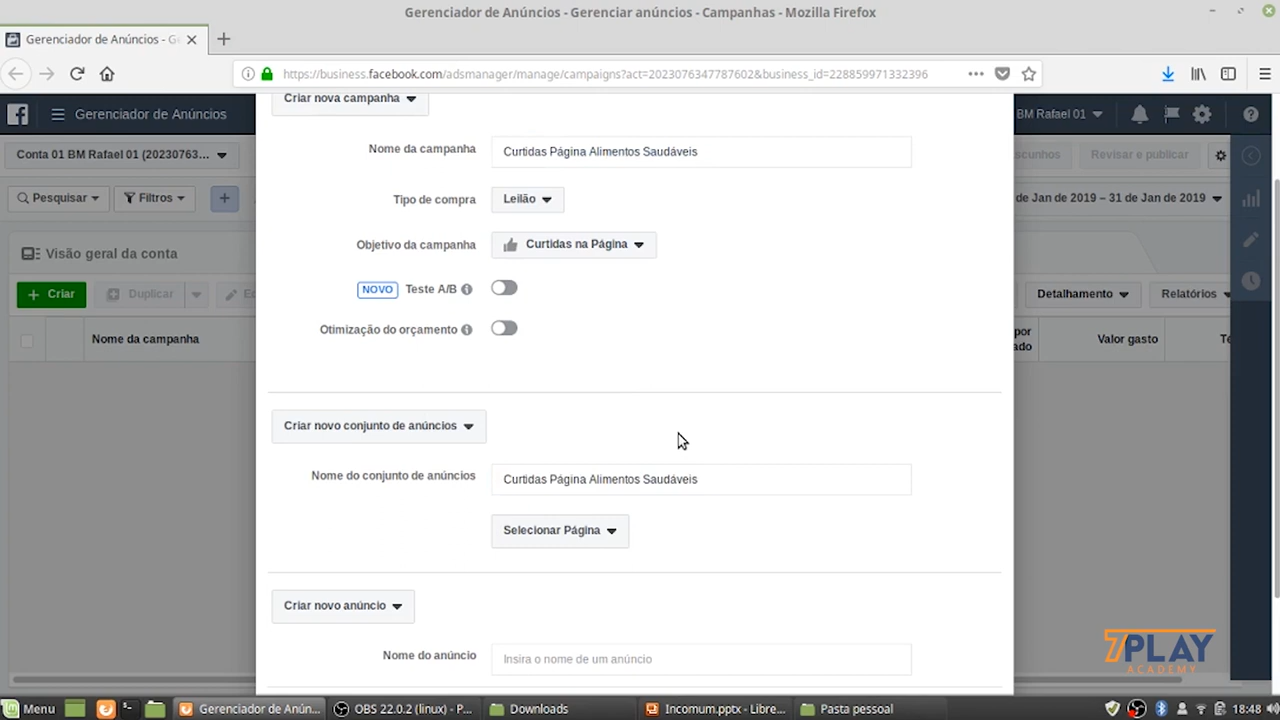 Gerenciador de Anúncios - Gerenciar anúncios - Campanhas - Mozilla Firefox
Gerenciador de Anúncios - G
https://business.facebook.com/adsmanager/manage/campaigns?act=2023076347787602&business_id=228859971332396
Criar nova campanha
Gerenciador de Anúncios
BM Rafael 01
Conta 01 BM Rafael 01 (20230763...
Nome da campanha
Curtidas Página Alimentos Saudáveis
scunhos
Revisar e publicar
Pesquisar
Filtros
Tipo de compra
Leilão
de Jan de 2019 – 31 de Jan de 2019
Visão geral da conta
Objetivo da campanha
Curtidas na Página
Criar
Duplicar
NOVO
Teste A/B
Detalhamento
Relatórios
Otimização do orçamento
Nome da campanha
por
ado
Valor gasto
Criar novo conjunto de anúncios
Nome do conjunto de anúncios
Curtidas Página Alimentos Saudáveis
Selecionar Página
Criar novo anúncio
Nome do anúncio
Insira o nome de um anúncio
7PLAY
ACADEMY
Menu
Gerenciador de Anún...
OBS 22.0.2 (linux) - P...
Downloads
Incomum.pptx - Libre...
Pasta pessoal
18:48